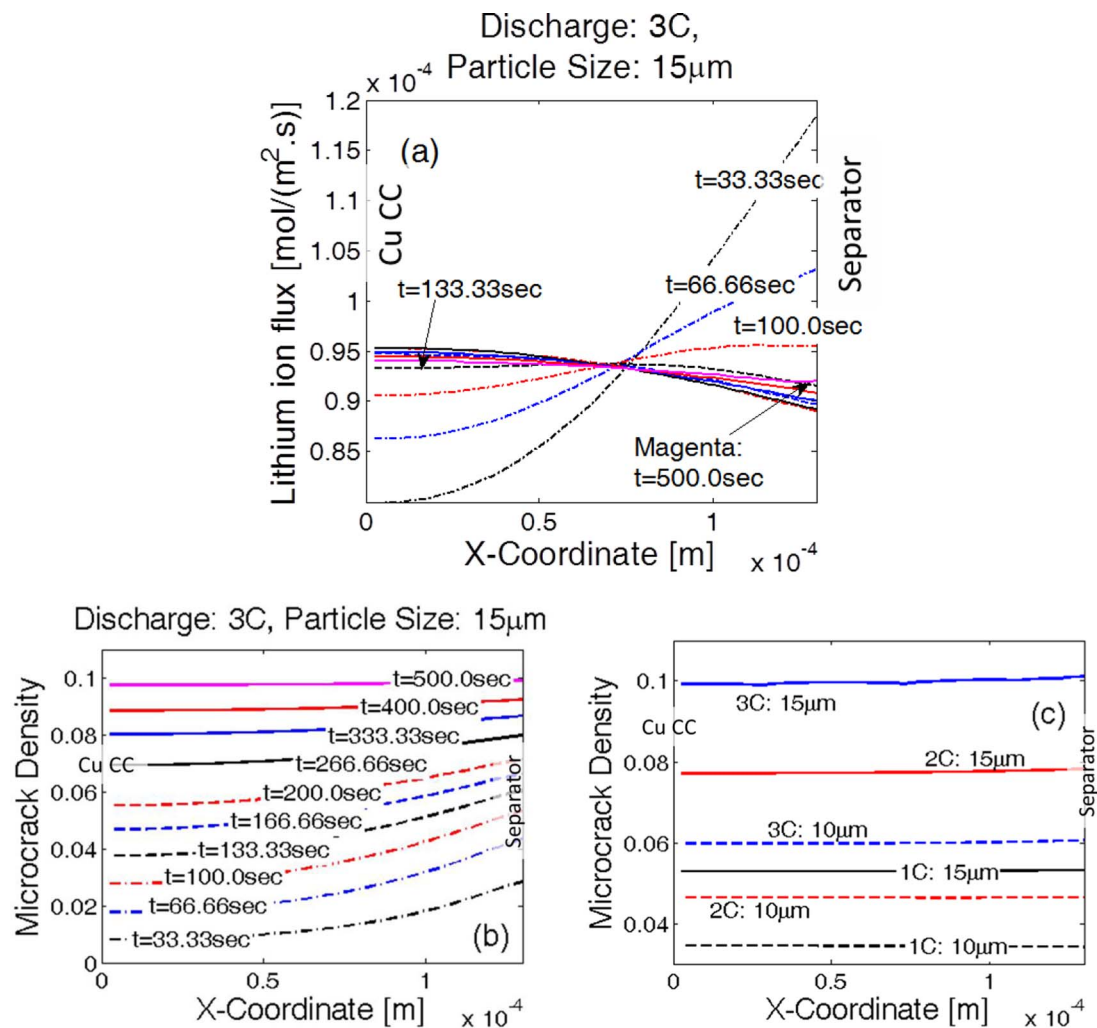 Discharge: 3C,
Particle Size: 15μm
x 10⁻⁴
1.2
1.15
1.1
1.05
1
0.95
0.9
0.85
Lithium ion flux [mol/(m².s)]
(a)
Cu CC
Separator
t=33.33sec
t=66.66sec
t=100.0sec
t=133.33sec
Magenta:
t=500.0sec
0 0.5 1
X-Coordinate [m] x 10⁻⁴
Discharge: 3C, Particle Size: 15μm
Microcrack Density
0.1
0.08
0.06
0.04
0.02
0
t=500.0sec
t=400.0sec
t=333.33sec
Cu CC
t=266.66sec
t=200.0sec
t=166.66sec
t=133.33sec
t=100.0sec
t=66.66sec
t=33.33sec
Separator
(b)
0 0.5 1
X-Coordinate [m] x 10⁻⁴
Microcrack Density
0.1
0.08
0.06
0.04
(c)
3C: 15μm
Cu CC
2C: 15μm
3C: 10μm
1C: 15μm
2C: 10μm
1C: 10μm
Separator
0 0.5 1
X-Coordinate [m] x 10⁻⁴